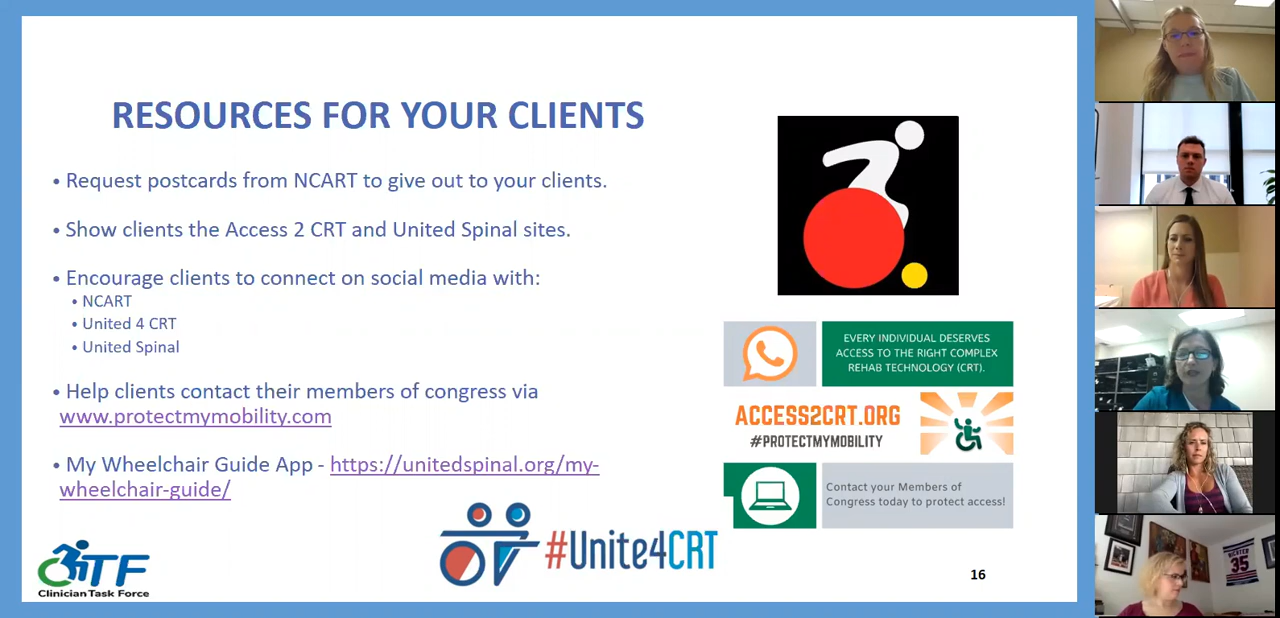 RESOURCES FOR YOUR CLIENTS
• Request postcards from NCART to give out to your clients.
• Show clients the Access 2 CRT and United Spinal sites.
• Encourage clients to connect on social media with:
• NCART
• United 4 CRT
• United Spinal
• Help clients contact their members of congress via
www.protectmymobility.com
• My Wheelchair Guide App - https://unitedspinal.org/my-
wheelchair-guide/
EVERY INDIVIDUAL DESERVES
ACCESS TO THE RIGHT COMPLEX
REHAB TECHNOLOGY (CRT).
ACCESS2CRT.ORG
#PROTECTMYMOBILITY
Contact your Members of
Congress today to protect access!
#Unite4CRT
CTF
Clinician Task Force
16
RICHTER
35